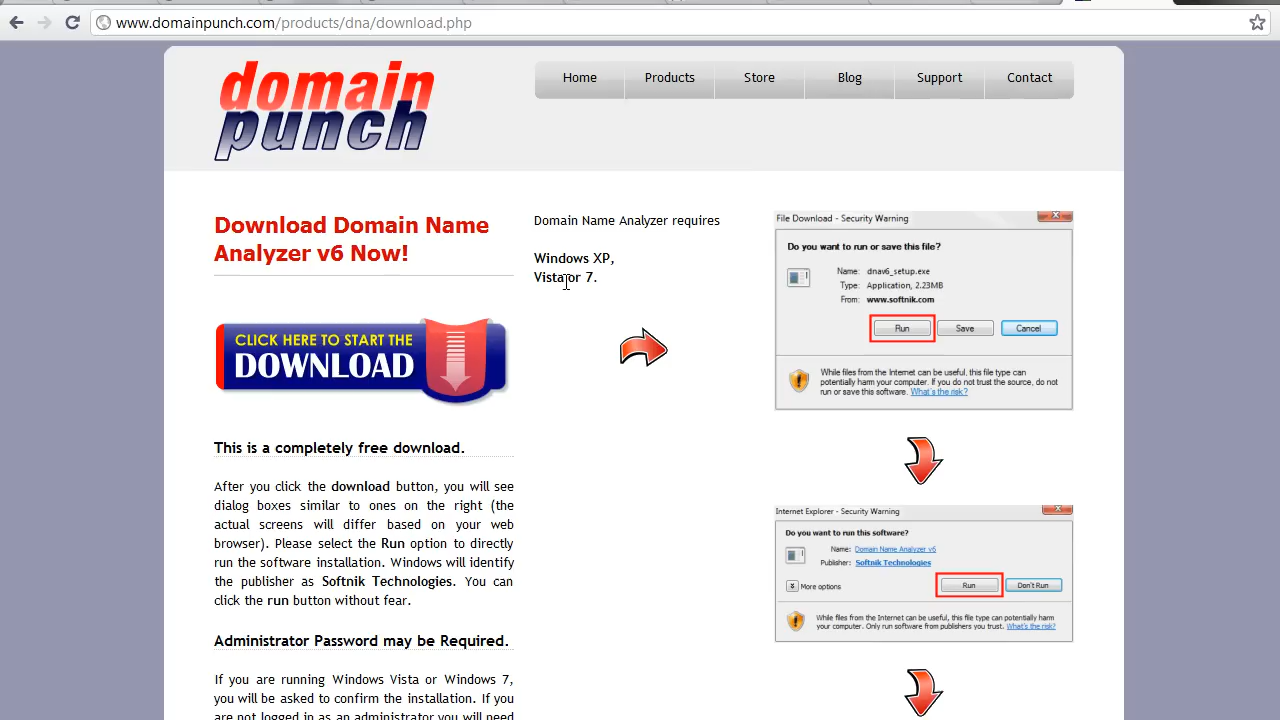 www.domainpunch.com/products/dna/download.php
domain
punch
Home
Products
Store
Blog
Support
Contact
Download Domain Name
Analyzer v6 Now!
CLICK HERE TO START THE
DOWNLOAD
This is a completely free download.
After you click the download button, you will see
dialog boxes similar to ones on the right (the
actual screens will differ based on your web
browser). Please select the Run option to directly
run the software installation. Windows will identify
the publisher as Softnik Technologies. You can
click the run button without fear.
Administrator Password may be Required.
If you are running Windows Vista or Windows 7,
you will be asked to confirm the installation. If you
are not logged in as an administrator you will need
Domain Name Analyzer requires
Windows XP,
Vista or 7.
File Download - Security Warning
Do you want to run or save this file?
Name: dnav6_setup.exe
Type: Application, 2.23MB
From: www.softnik.com
Run
Save
Cancel
While files from the Internet can be useful, this file type can
potentially harm your computer. If you do not trust the source, do not
run or save this software. What's the risk?
Internet Explorer - Security Warning
Do you want to run this software?
Name: Domain Name Analyzer v6
Publisher: Softnik Technologies
More options
Run
Don't Run
While files from the Internet can be useful, this file type can potentially harm
your computer. Only run software from publishers you trust. What's the risk?